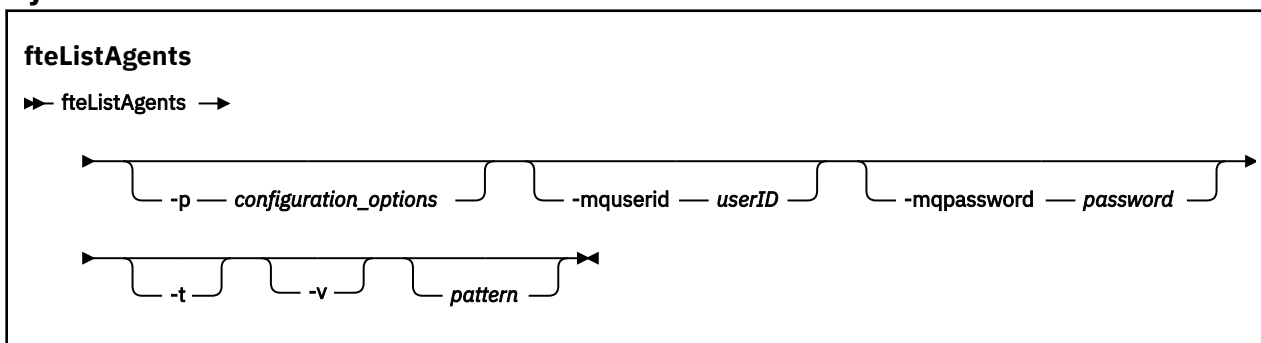 fteListAgents
fteListAgents
-p configuration_options -mquserid userID -mqpassword password
-t -v pattern